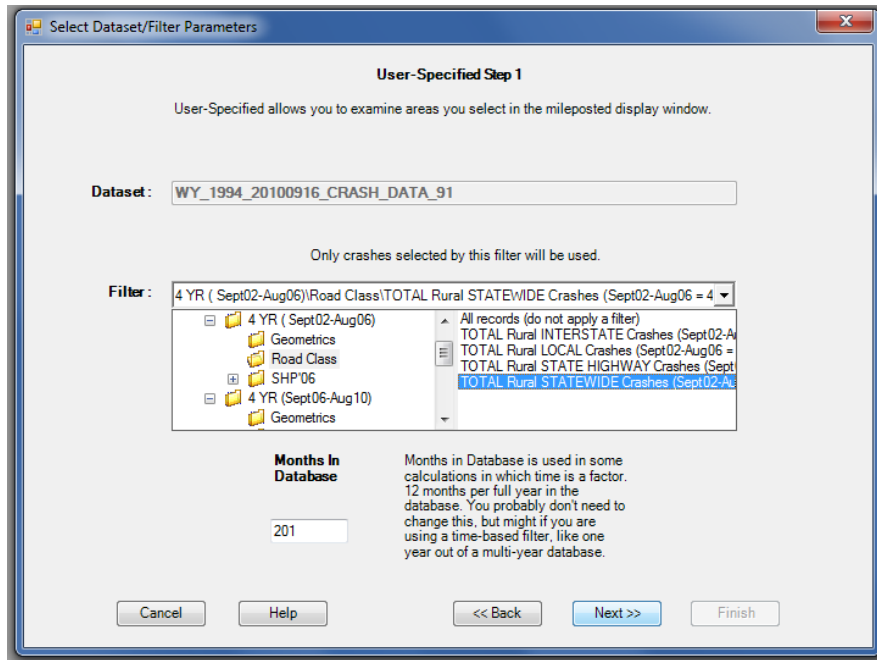 Select Dataset/Filter Parameters
User-Specified Step 1
User-Specified allows you to examine areas you select in the mileposted display window.
Dataset: WY_1994_20100916_CRASH_DATA_91
Only crashes selected by this filter will be used.
Filter: 4 YR ( Sept02-Aug06)\Road Class\TOTAL Rural STATEWIDE Crashes (Sept02-Aug06 = 4
4 YR ( Sept02-Aug06)
Geometrics
Road Class
SHP'06
4 YR (Sept06-Aug10)
Geometrics
All records (do not apply a filter)
TOTAL Rural INTERSTATE Crashes (Sept02-A
TOTAL Rural LOCAL Crashes (Sept02-Aug06 =
TOTAL Rural STATE HIGHWAY Crashes (Sept
TOTAL Rural STATEWIDE Crashes (Sept02-Au
Months In
Database
201
Months in Database is used in some
calculations in which time is a factor.
12 months per full year in the
database. You probably don't need to
change this, but might if you are
using a time-based filter, like one
year out of a multi-year database.
Cancel Help << Back Next >> Finish